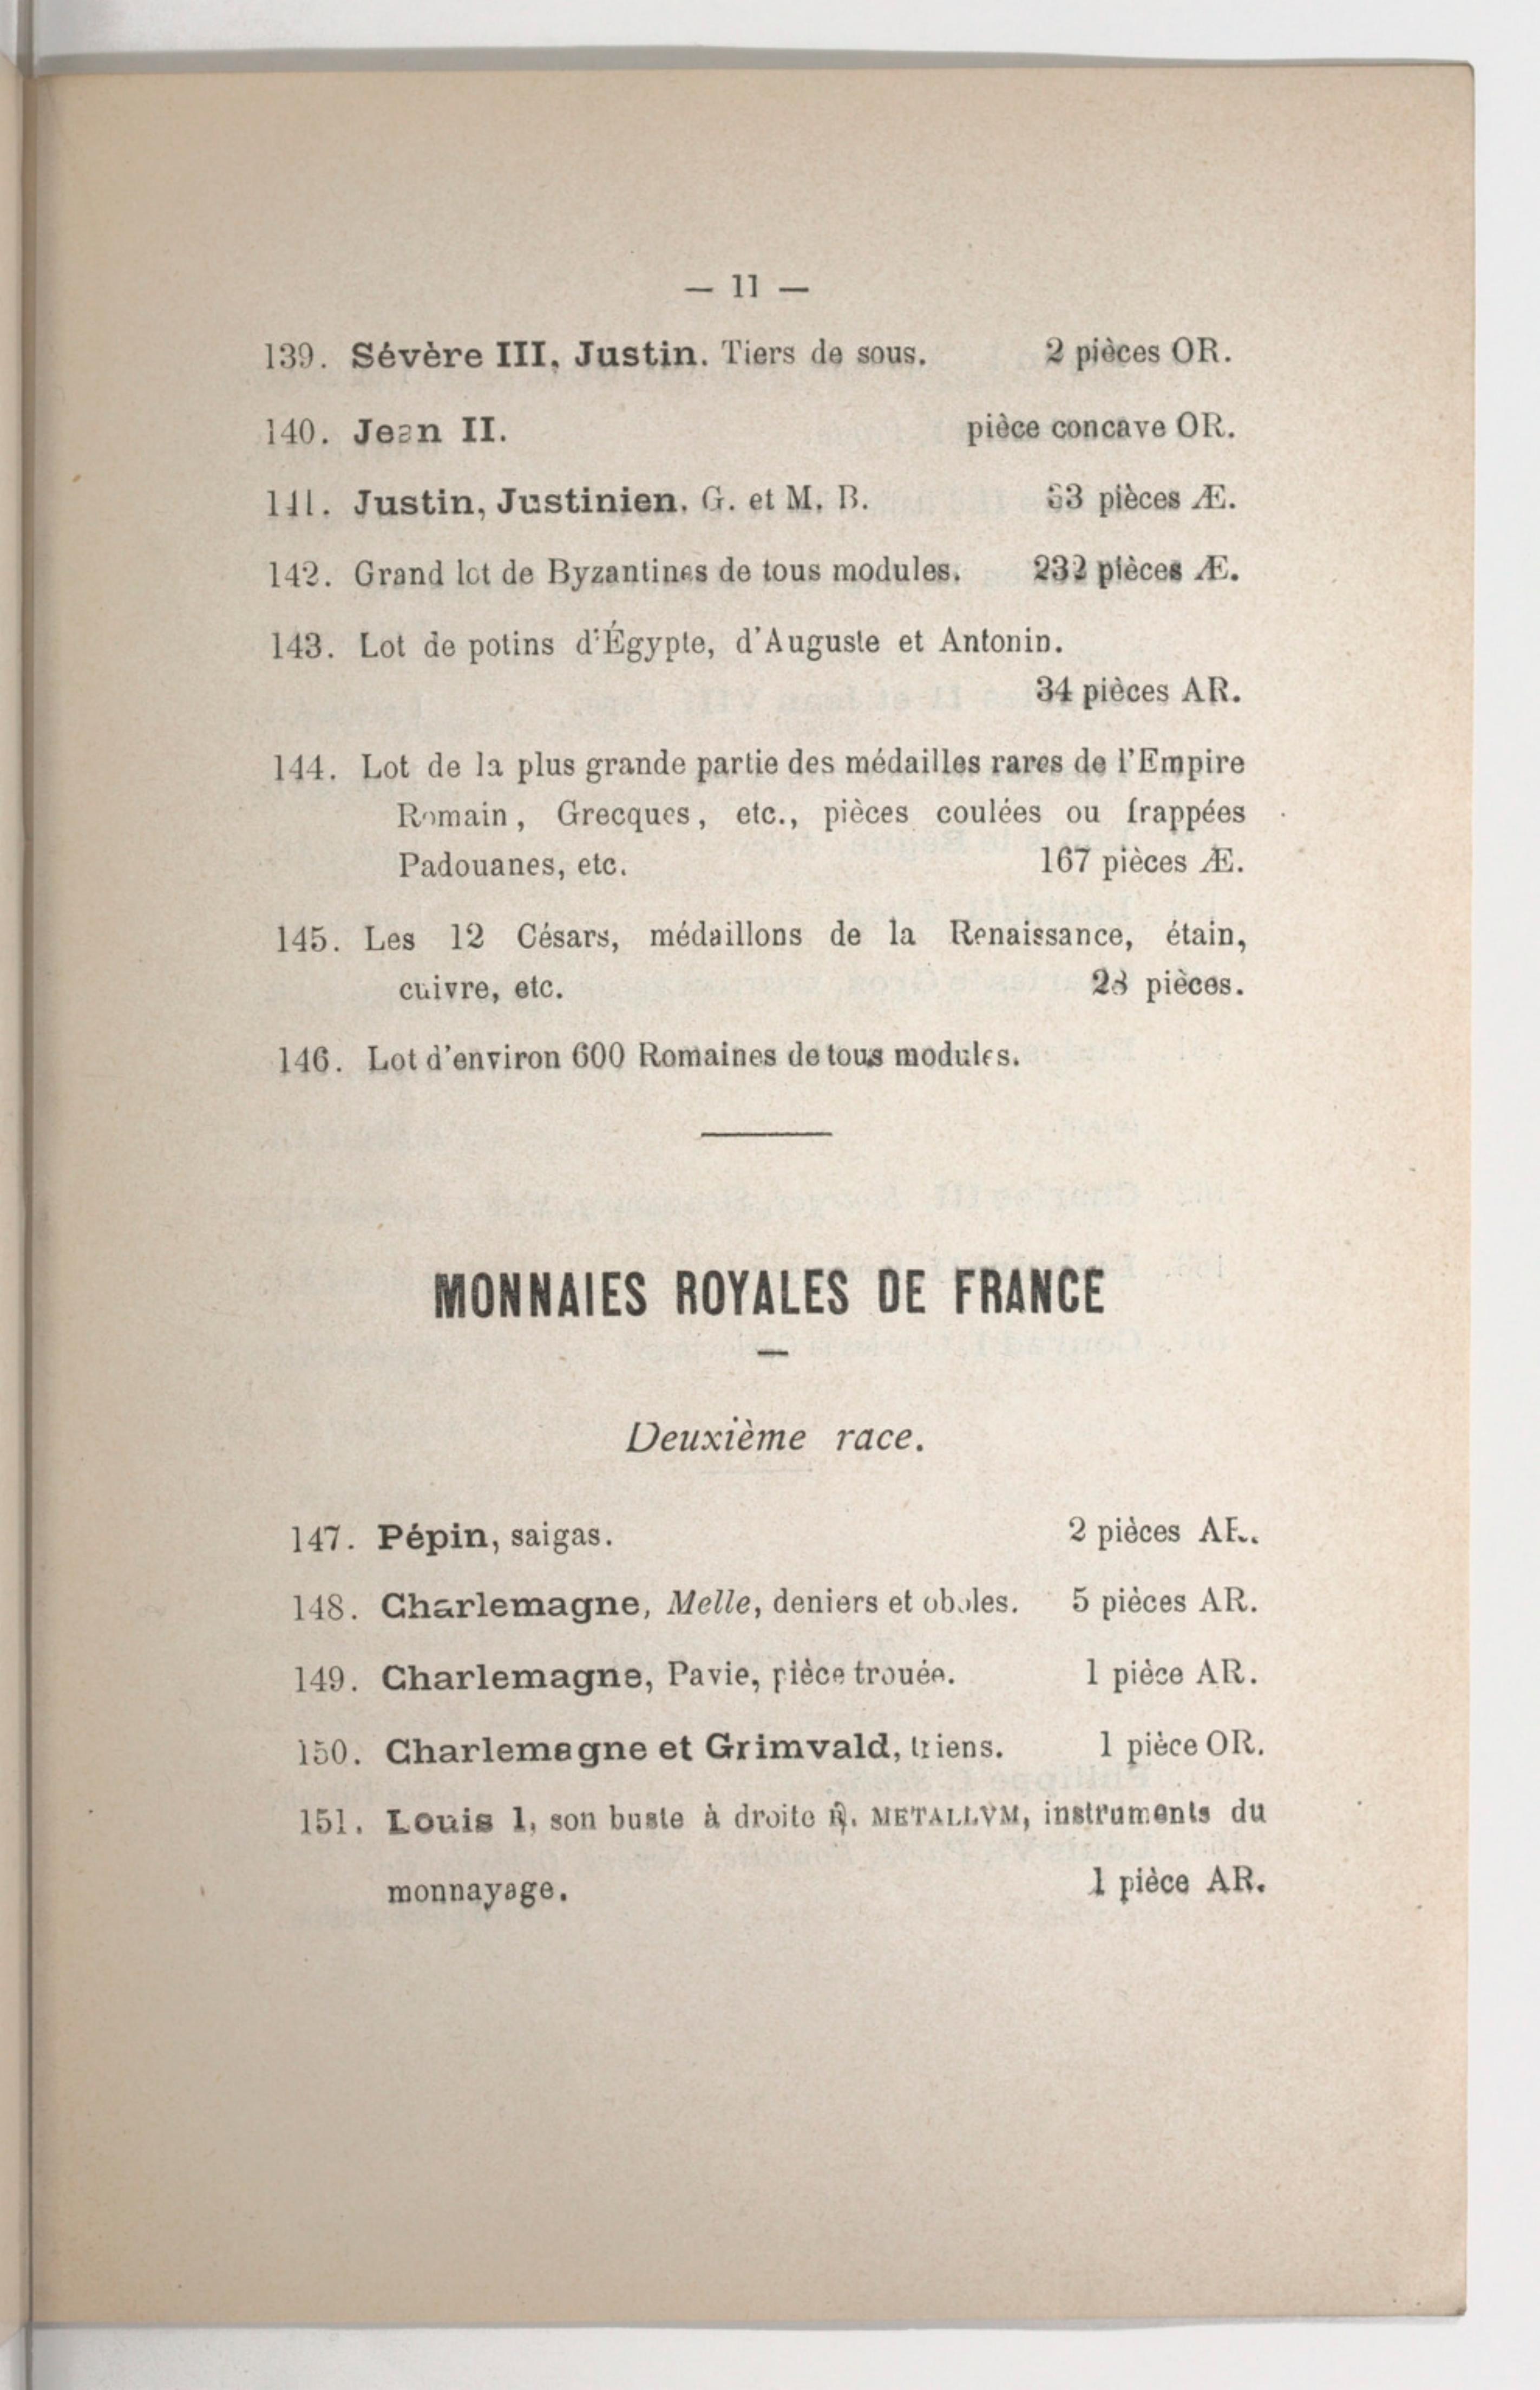 — 11 —
139. Sévère III, Justin. Tiers de sous. 2 pièces OR.
140. Jean II. pièce concave OR.
141. Justin, Justinien. G. et M. B. 53 pièces Æ.
142. Grand lot de Byzantines de tous modules. 232 pièces Æ.
143. Lot de potins d'Égypte, d'Auguste et Antonin.
34 pièces AR.
144. Lot de la plus grande partie des médailles rares de l'Empire
Romain, Grecques, etc., pièces coulées ou frappées
Padouanes, etc. 167 pièces Æ.
145. Les 12 Césars, médaillons de la Renaissance, étain,
cuivre, etc. pièces.
146. Lot d'environ 600 Romaines de tous modules.
MONNAIES ROYALES DE FRANCE
Deuxième race.
147. Pépin, saigas. 2 pièces AR.
148. Charlemagne, Melle, deniers et oboles. 5 pièces AR.
149. Charlemagne, Pavie, pièce trouée. 1 pièce AR.
150. Charlemagne et Grimvald, triens. 1 pièce OR.
151. Louis 1, son buste à droite ℟. METALLVM, instruments du
monnayage. 1 pièce AR.